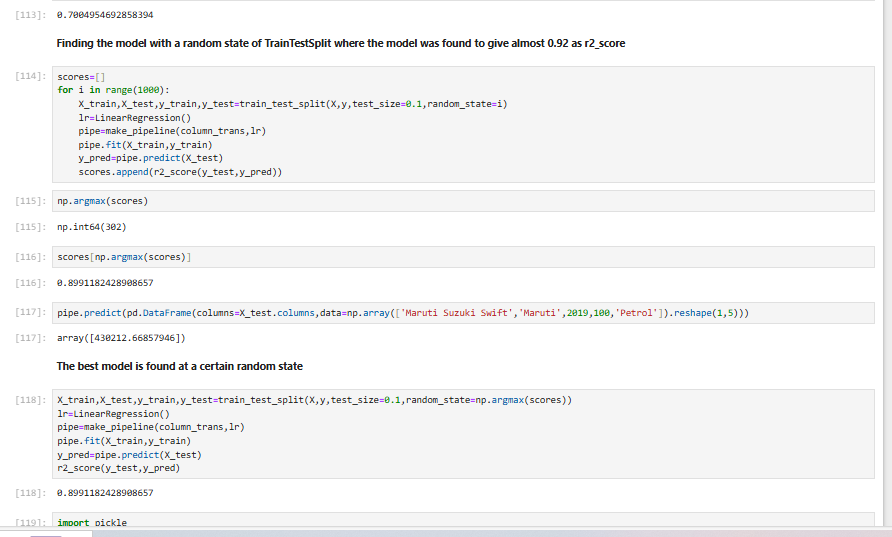 [113]: 0.7004954692858394
Finding the model with a random state of TrainTestSplit where the model was found to give almost 0.92 as r2_score
[114]: scores=[]
for i in range(1000):
    X_train,X_test,y_train,y_test=train_test_split(X,y,test_size=0.1,random_state=i)
    lr=LinearRegression()
    pipe=make_pipeline(column_trans,lr)
    pipe.fit(X_train,y_train)
    y_pred=pipe.predict(X_test)
    scores.append(r2_score(y_test,y_pred))
[115]: np.argmax(scores)
[115]: np.int64(302)
[116]: scores[np.argmax(scores)]
[116]: 0.8991182428908657
[117]: pipe.predict(pd.DataFrame(columns=X_test.columns,data=np.array(['Maruti Suzuki Swift','Maruti',2019,100,'Petrol']).reshape(1,5)))
[117]: array([430212.66857946])
The best model is found at a certain random state
[118]: X_train,X_test,y_train,y_test=train_test_split(X,y,test_size=0.1,random_state=np.argmax(scores))
lr=LinearRegression()
pipe=make_pipeline(column_trans,lr)
pipe.fit(X_train,y_train)
y_pred=pipe.predict(X_test)
r2_score(y_test,y_pred)
[118]: 0.8991182428908657
[119]: import pickle